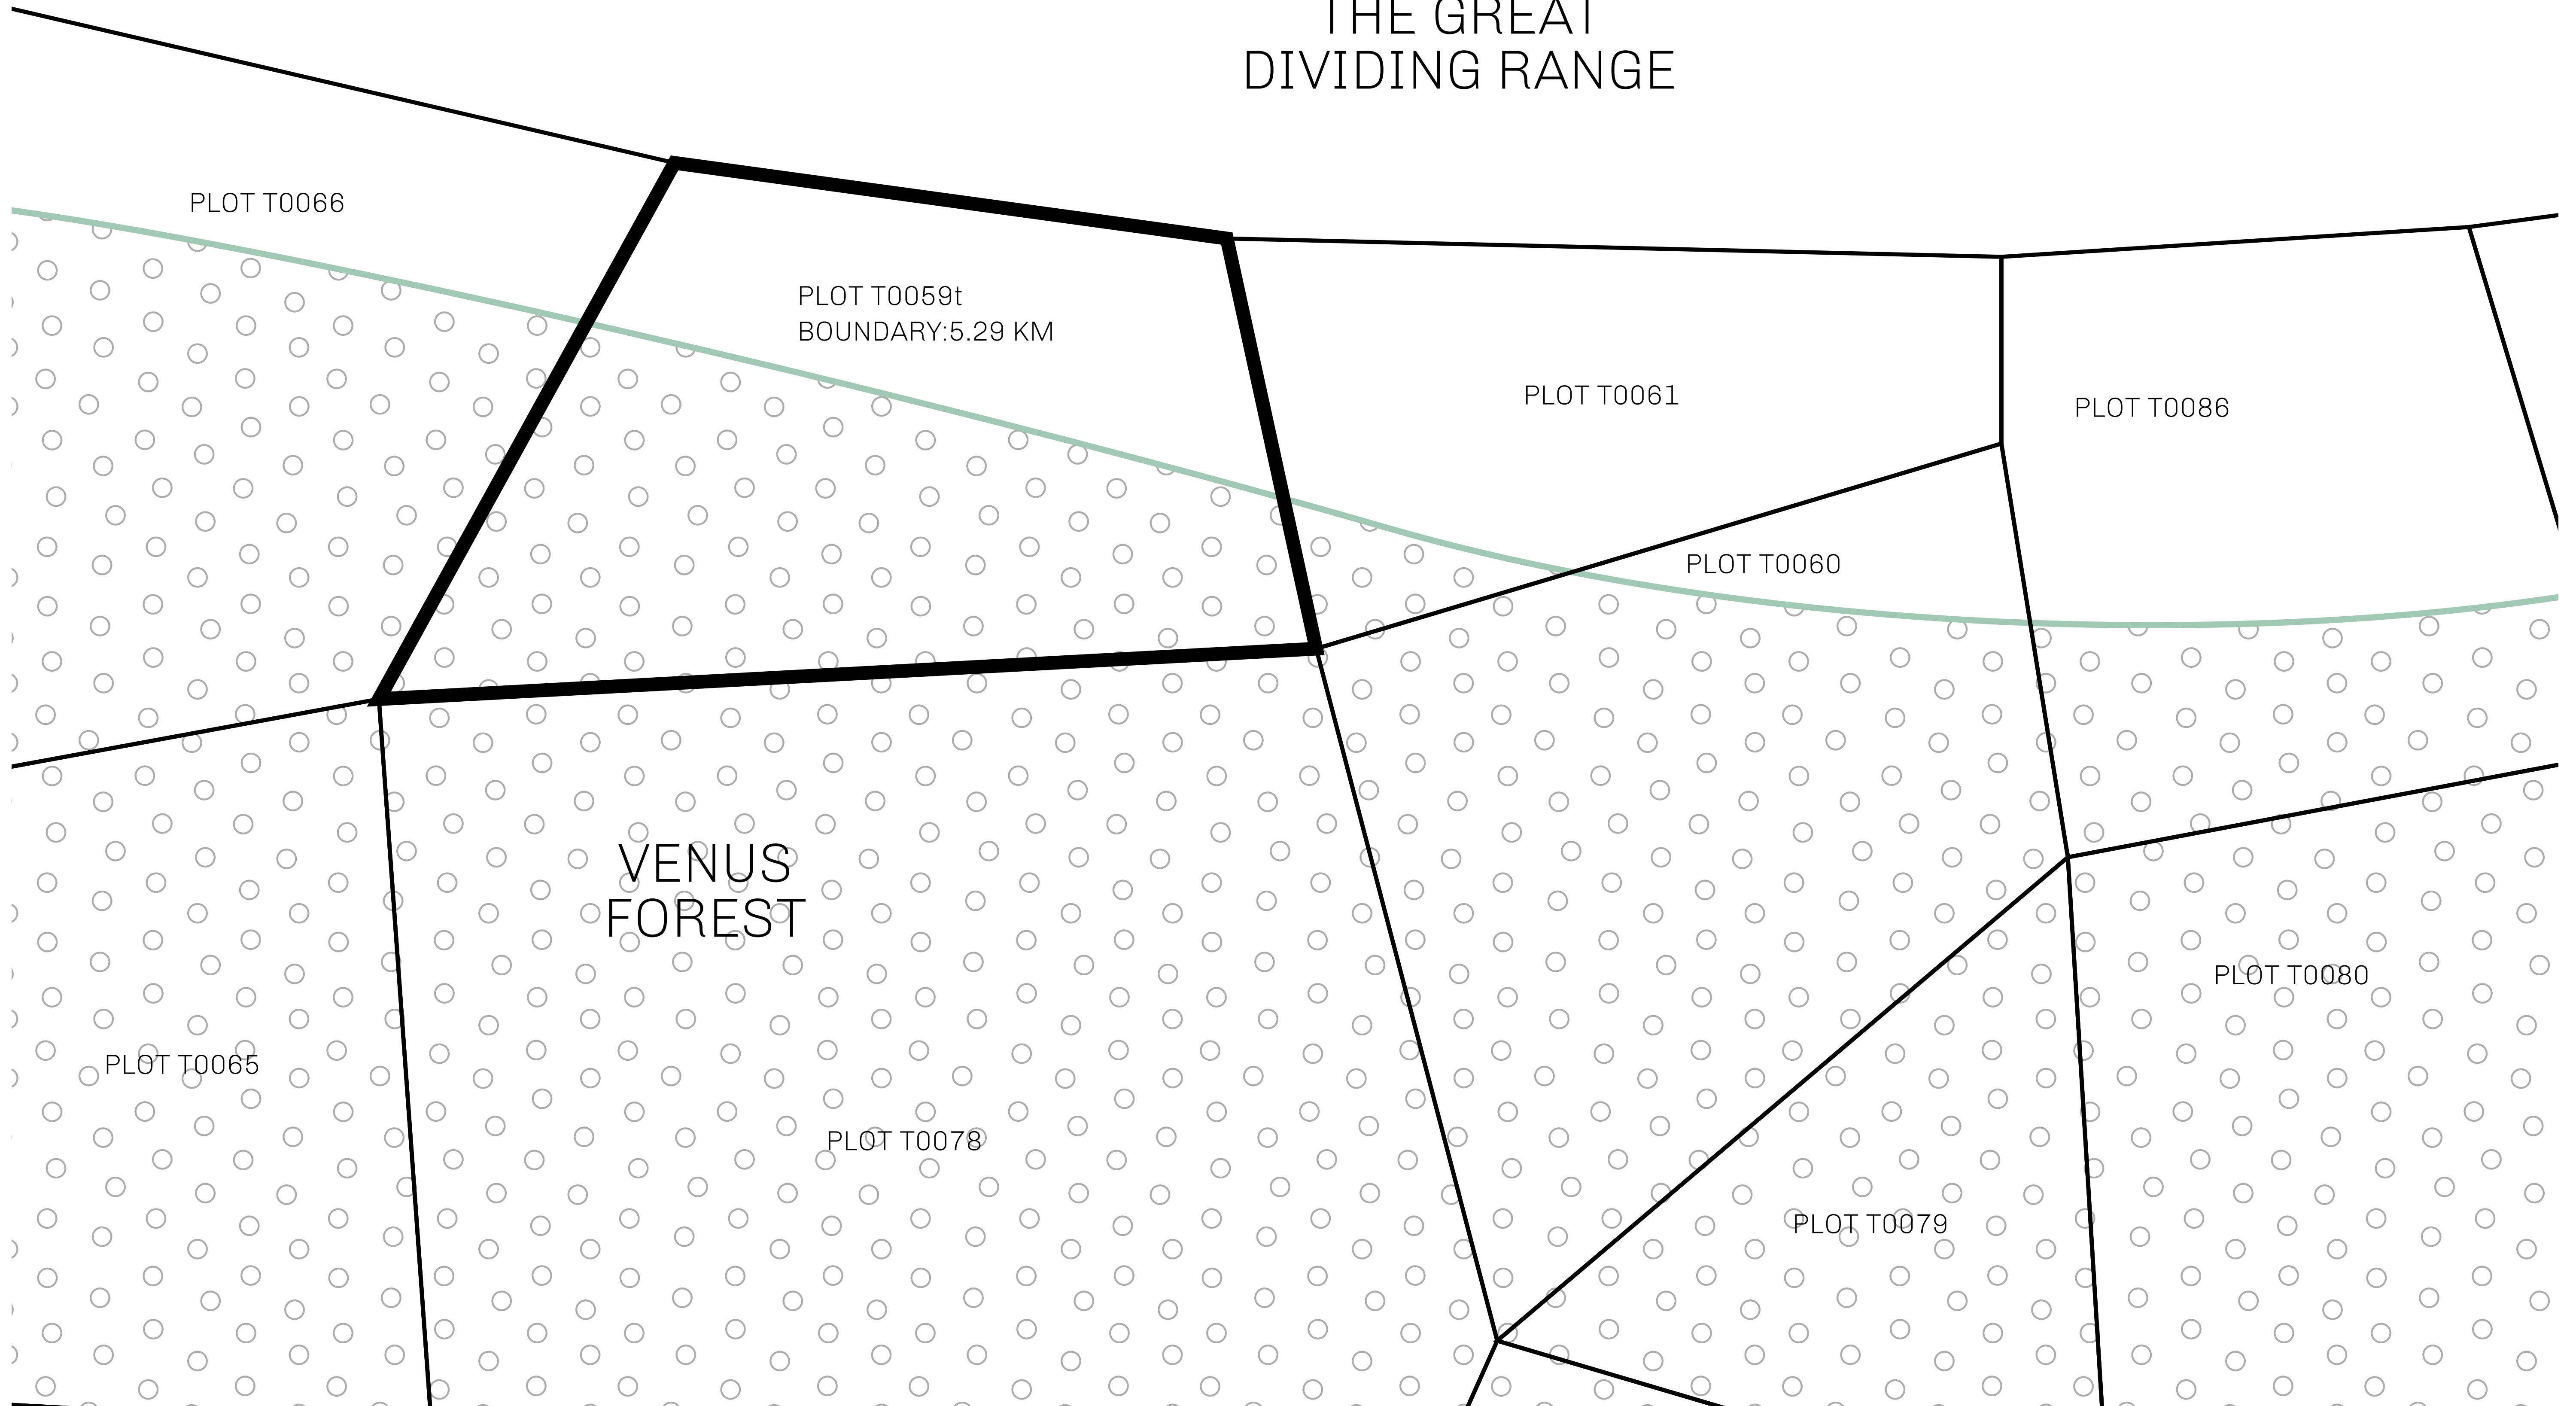 THE GREAT
DIVIDING RANGE
PLOT T0066
PLOT T0059t
BOUNDARY:5.29 KM
PLOT T0061
PLOT T0086
PLOT T0060
VENUS
FOREST
PLOT T0080
PLOT T0065
PLOT T0078
PLOT T0079